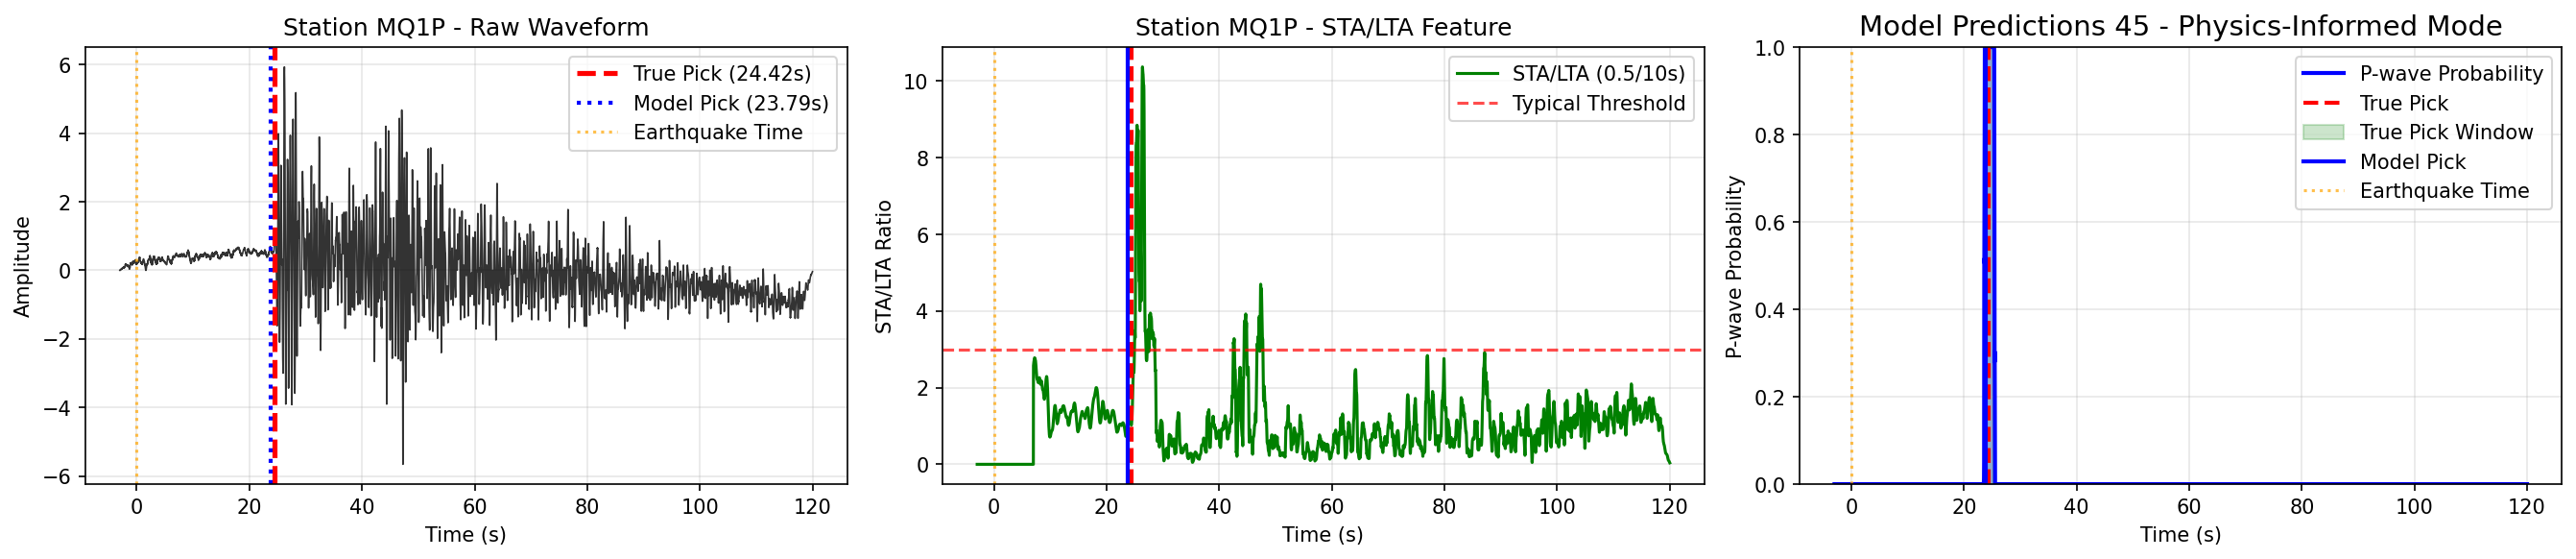 Station MQ1P - Raw Waveform
Amplitude
6
4
2
0
−2
−4
−6
True Pick (24.42s)
Model Pick (23.79s)
Earthquake Time
0 20 40 60 80 100 120
Time (s)
Station MQ1P - STA/LTA Feature
STA/LTA Ratio
10
8
6
4
2
0
STA/LTA (0.5/10s)
Typical Threshold
0 20 40 60 80 100 120
Time (s)
Model Predictions 45 - Physics-Informed Mode
P-wave Probability
1.0
0.8
0.6
0.4
0.2
0.0
P-wave Probability
True Pick
True Pick Window
Model Pick
Earthquake Time
0 20 40 60 80 100 120
Time (s)